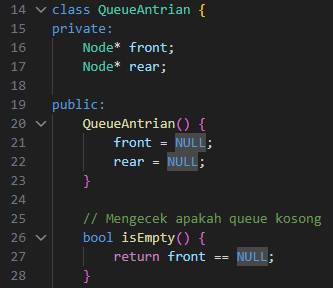 14 class QueueAntrian {
15 private:
16     Node* front;
17     Node* rear;
18
19 public:
20     QueueAntrian() {
21         front = NULL;
22         rear = NULL;
23     }
24
25     // Mengecek apakah queue kosong
26     bool isEmpty() {
27         return front == NULL;
28     }